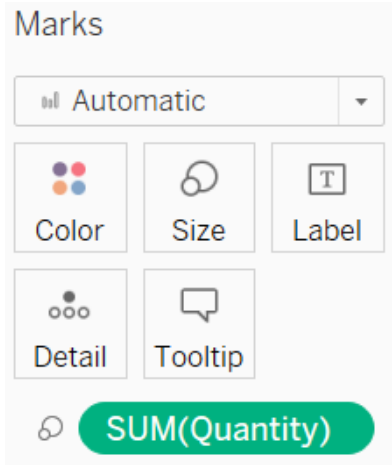 Marks
Automatic
Color Size T Label
Detail Tooltip
SUM(Quantity)